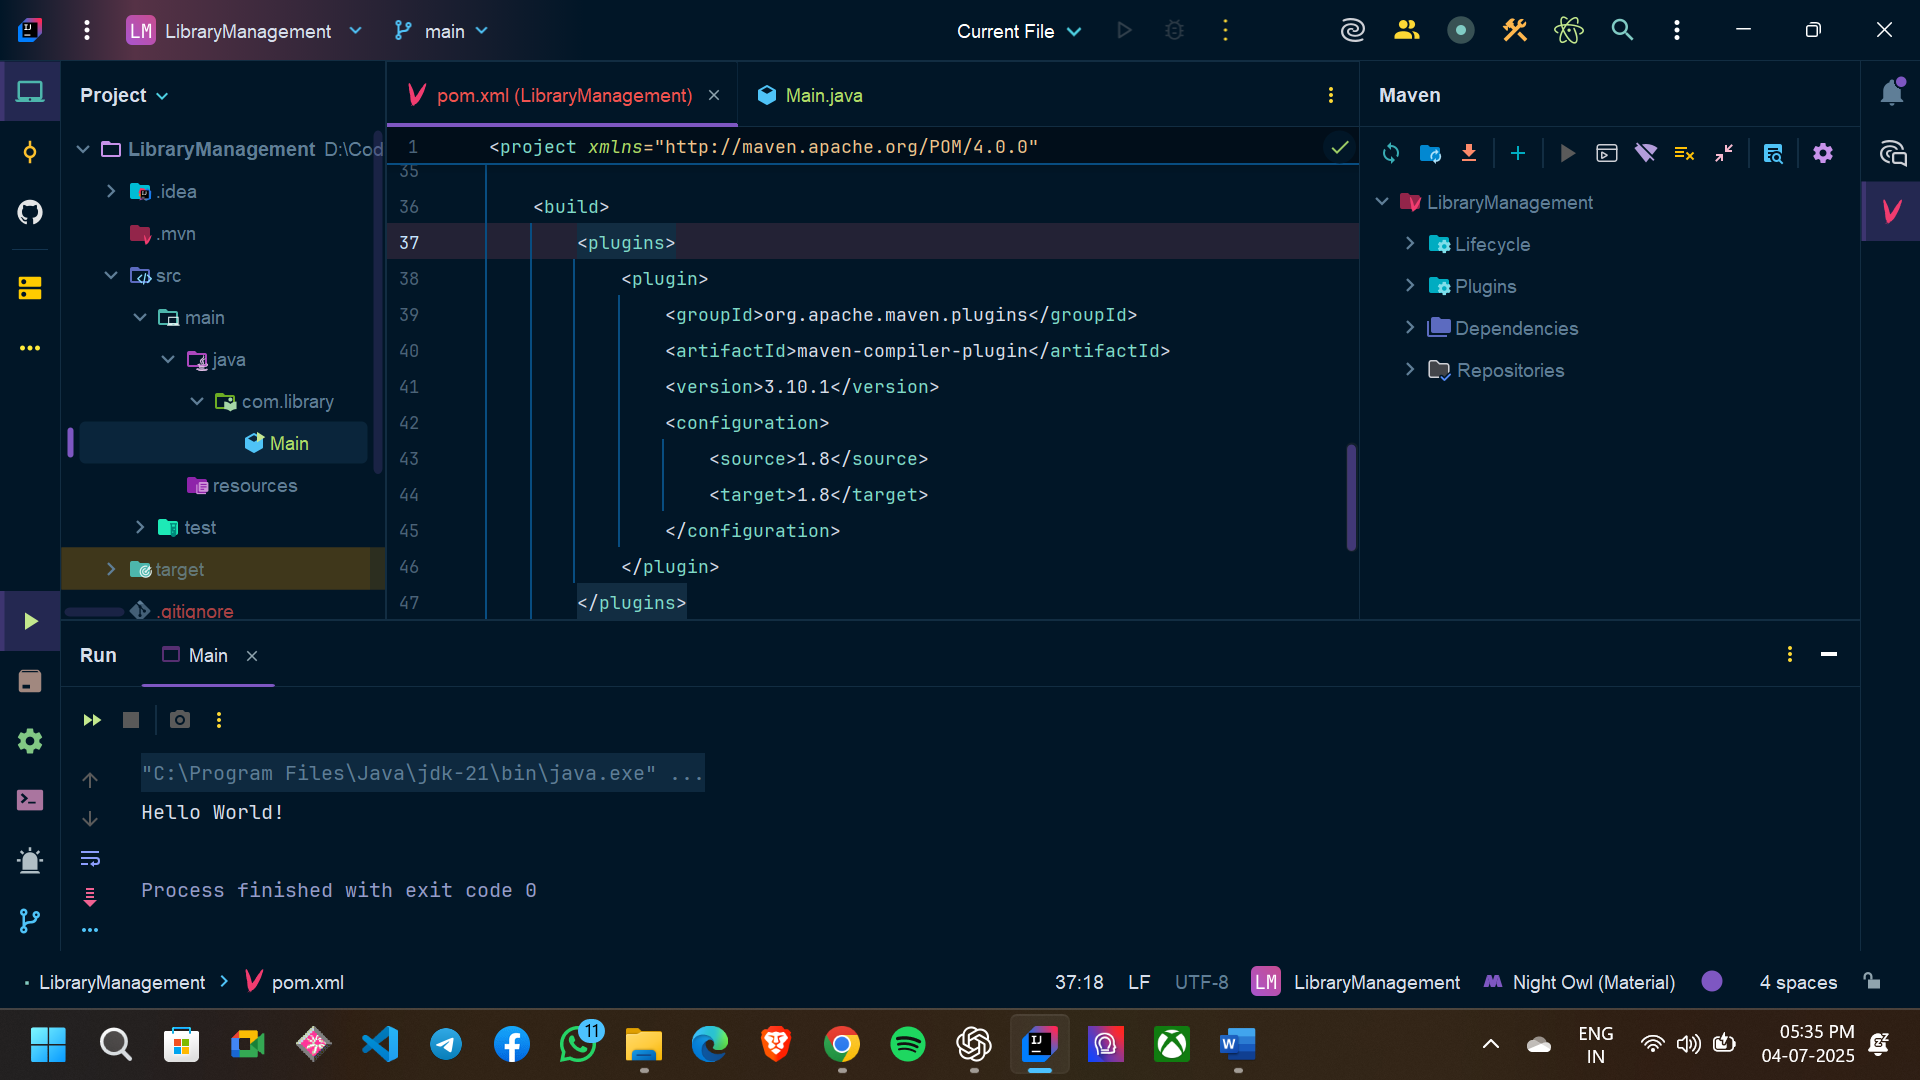 LM LibraryManagement main Current File
Project
pom.xml (LibraryManagement)
Main.java
Maven
LibraryManagement D:\Cod
.idea
.mvn
src
main
java
com.library
Main
resources
test
target
.gitignore
1 <project xmlns="http://maven.apache.org/POM/4.0.0"
35
36 <build>
37 <plugins>
38 <plugin>
39 <groupId>org.apache.maven.plugins</groupId>
40 <artifactId>maven-compiler-plugin</artifactId>
41 <version>3.10.1</version>
42 <configuration>
43 <source>1.8</source>
44 <target>1.8</target>
45 </configuration>
46 </plugin>
47 </plugins>
LibraryManagement
Lifecycle
Plugins
Dependencies
Repositories
Run Main
"C:\Program Files\Java\jdk-21\bin\java.exe" ...
Hello World!
Process finished with exit code 0
LibraryManagement pom.xml 37:18 LF UTF-8 LM LibraryManagement Night Owl (Material) 4 spaces
11
ENG
IN
05:35 PM
04-07-2025